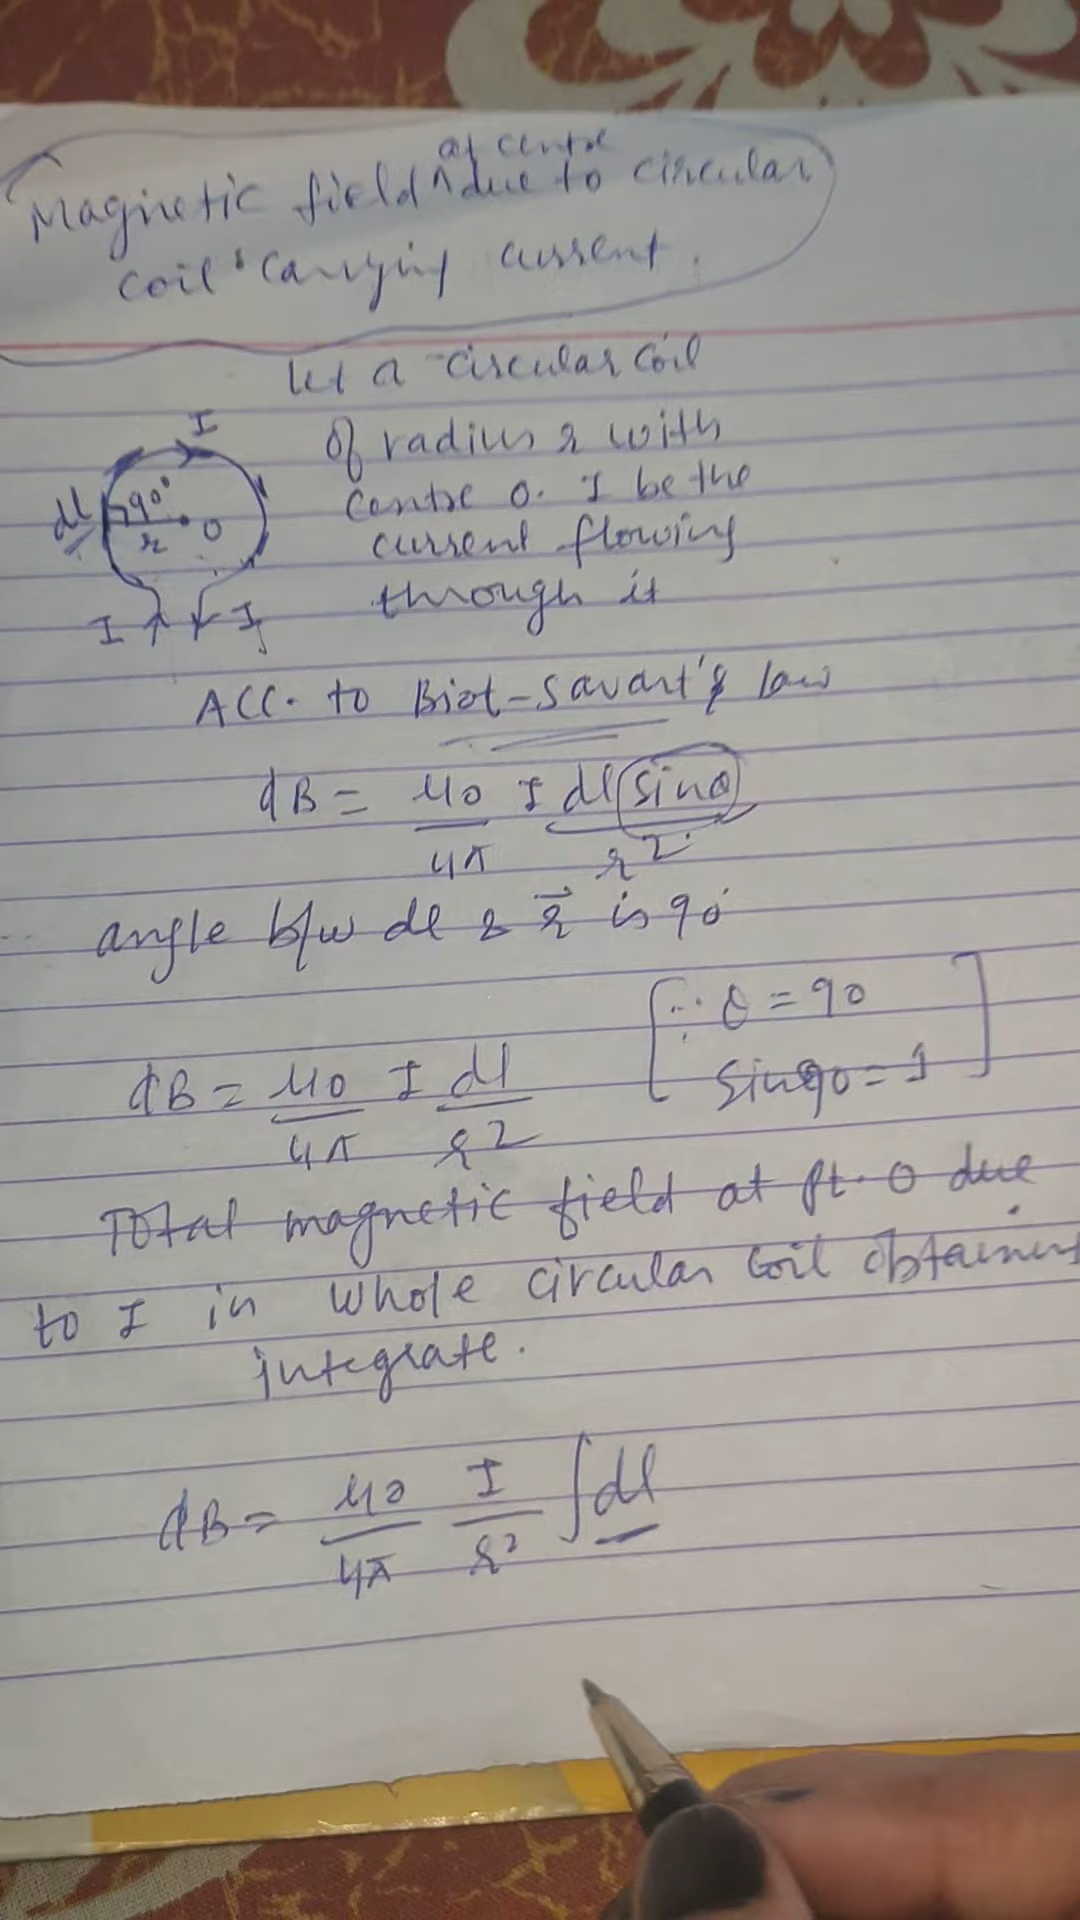 at centre
Magnetic field ^ due to circular
coil carrying current.
let a circular coil
of radius r with
centre O. I be the
current flowing
through it
I
dl 90°
r O
I I
Acc. to Biot-Savart's law
dB = μ0 I dl sinθ
4π r2
angle b/w dl & r⃗ is 90°
[∵ θ = 90
dB = μ0 I dl sin90 = 1]
4π r2
Total magnetic field at pt. O due
to I in whole circular coil obtained
integrate.
dB = μ0 I ∫dl
4π r2